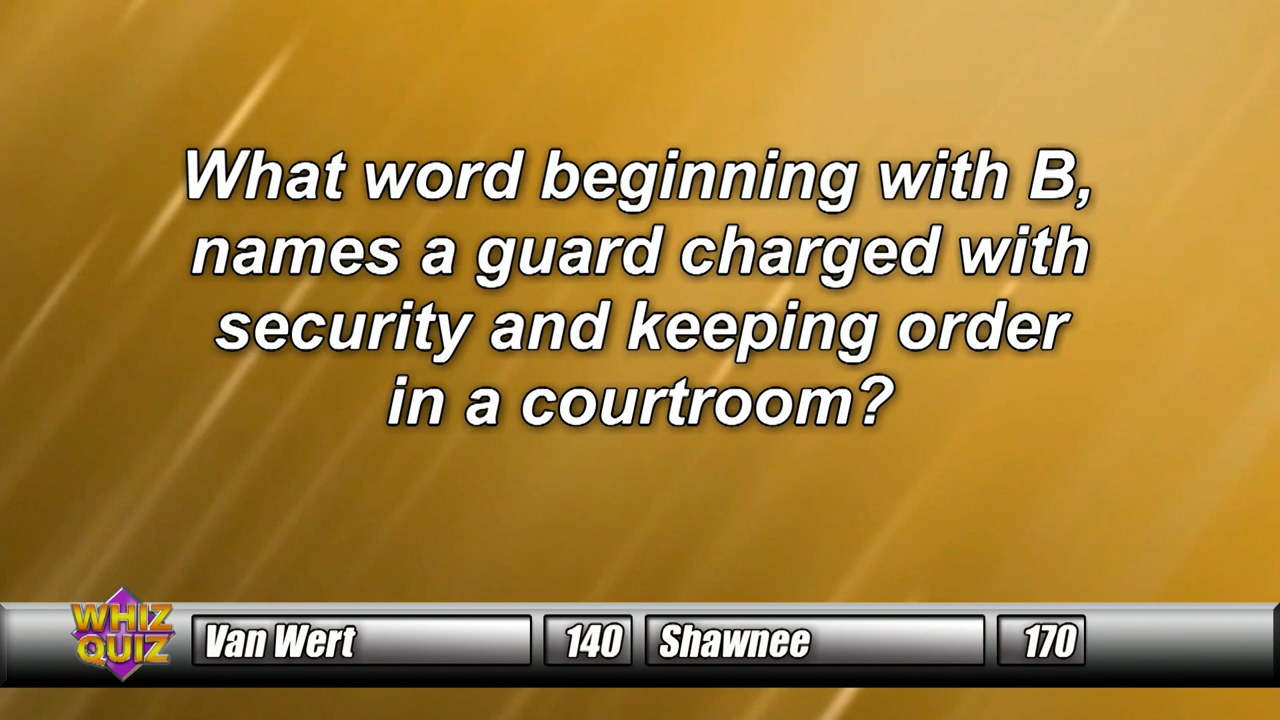 What word beginning with B,
names a guard charged with
security and keeping order
in a courtroom?
WHIZ
QUIZ
Van Wert 140 Shawnee 170